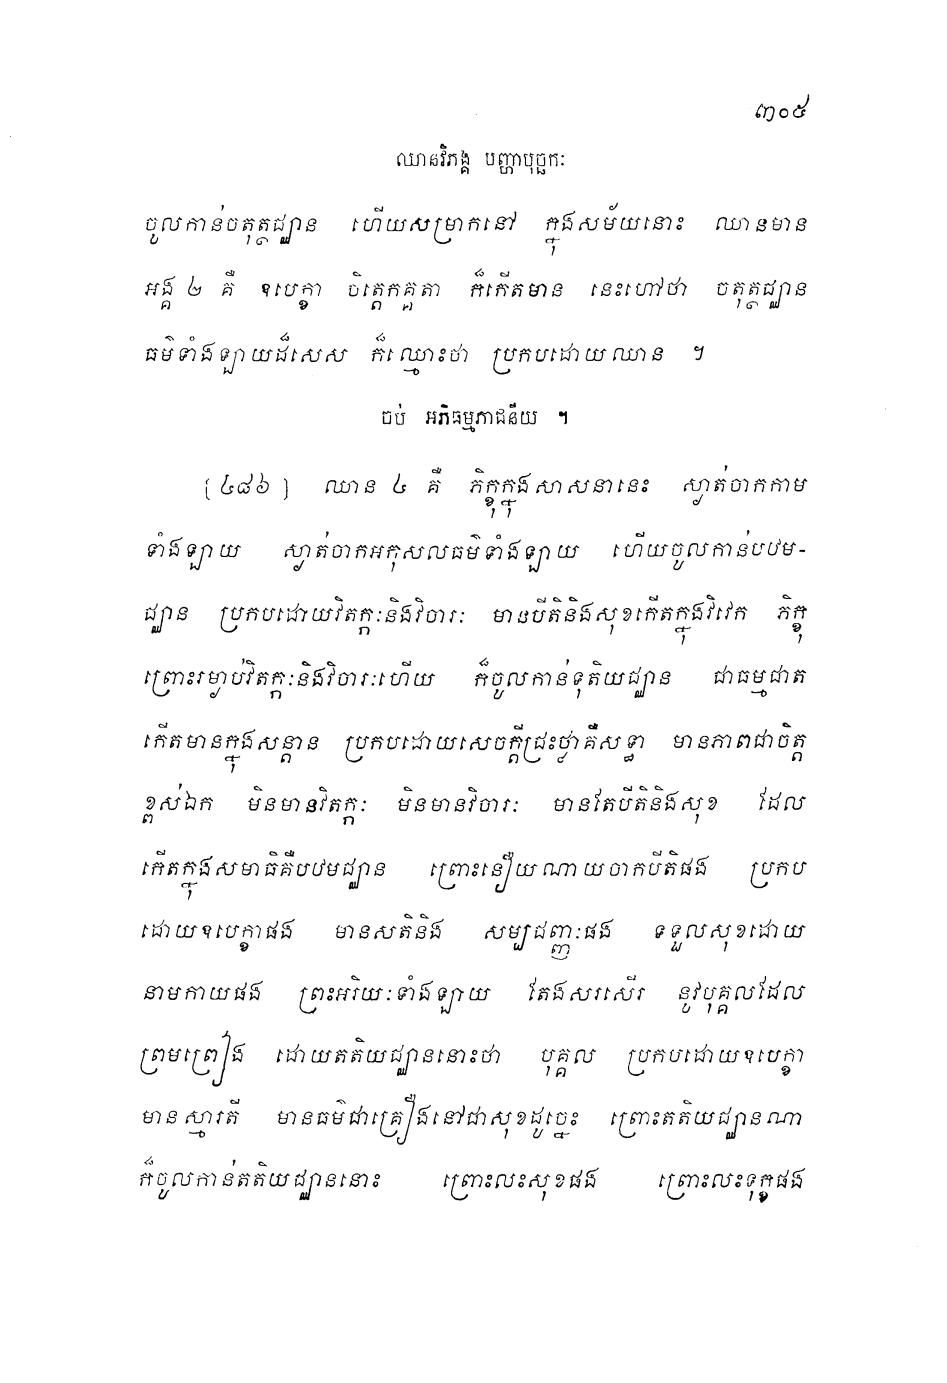 ៣០៥
ឈានវិភង្គ បញ្ហាបុច្ឆកៈ
ចូលកាន់ចតុត្ថជ្ឈាន ហើយសម្រាកនៅ ក្នុងសម័យនោះ ឈានមាន
អង្គ ២ គឺ ឧបេក្ខា ចិត្តេកគ្គតា ក៏កើតមាន នេះហៅថា ចតុត្ថជ្ឈាន
ធម៌ទាំងឡាយដ៏សេស ក៏ឈ្មោះថា ប្រកបដោយឈាន ។
ចប់ អភិធម្មភាជនីយ ។
[៤៨៦] ឈាន ៤ គឺ ភិក្ខុក្នុងសាសនានេះ ស្ងាត់ចាកកាម
ទាំងឡាយ ស្ងាត់ចាកអកុសលធម៌ទាំងឡាយ ហើយចូលកាន់បឋម-
ជ្ឈាន ប្រកបដោយវិតក្កៈនិងវិចារៈ មានបីតិនិងសុខកើតក្នុងវិវេក ភិក្ខុ
ព្រោះរម្ងាប់វិតក្កៈនិងវិចារៈហើយ ក៏ចូលកាន់ទុតិយជ្ឈាន ជាធម្មជាត
កើតមានក្នុងសន្តាន ប្រកបដោយសេចក្តីជ្រះថ្លាគឺសទ្ធា មានភាពជាចិត្ត
ខ្ពស់ឯក មិនមានវិតក្កៈ មិនមានវិចារៈ មានតែបីតិនិងសុខ ដែល
កើតក្នុងសមាធិគឺបឋមជ្ឈាន ព្រោះនឿយណាយចាកបីតិផង ប្រកប
ដោយឧបេក្ខាផង មានសតិនិង សម្បជញ្ញៈផង ទទួលសុខដោយ
នាមកាយផង ព្រះអរិយៈទាំងឡាយ តែងសរសើរ នូវបុគ្គលដែល
ព្រមព្រៀង ដោយតតិយជ្ឈាននោះថា បុគ្គល ប្រកបដោយឧបេក្ខា
មានស្មារតី មានធម៌ជាគ្រឿងនៅជាសុខដូច្នេះ ព្រោះតតិយជ្ឈានណា
ក៏ចូលកាន់តតិយជ្ឈាននោះ ព្រោះលះសុខផង ព្រោះលះទុក្ខផង